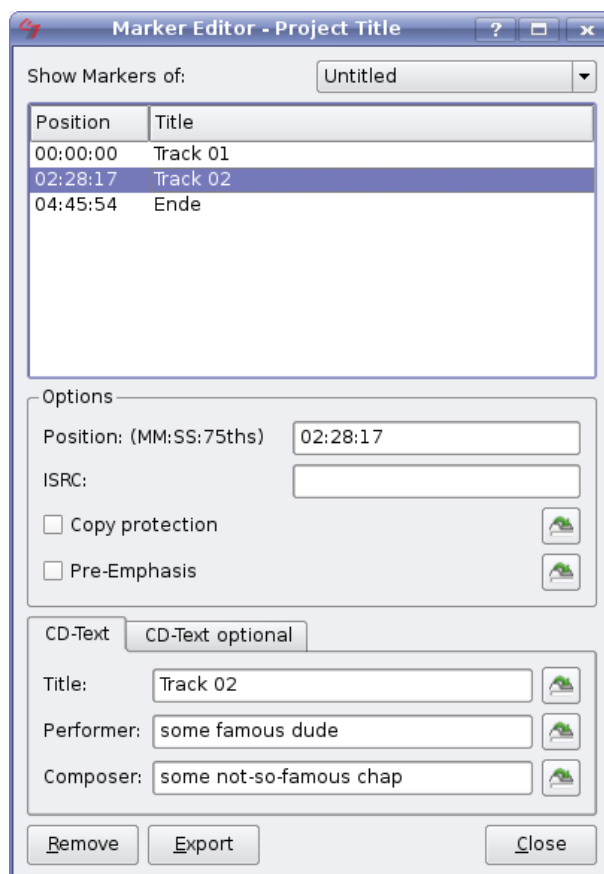 Marker Editor - Project Title
Show Markers of: Untitled
Position Title
00:00:00 Track 01
02:28:17 Track 02
04:45:54 Ende
Options
Position: (MM:SS:75ths) 02:28:17
ISRC:
Copy protection
Pre-Emphasis
CD-Text CD-Text optional
Title: Track 02
Performer: some famous dude
Composer: some not-so-famous chap
Remove Export Close